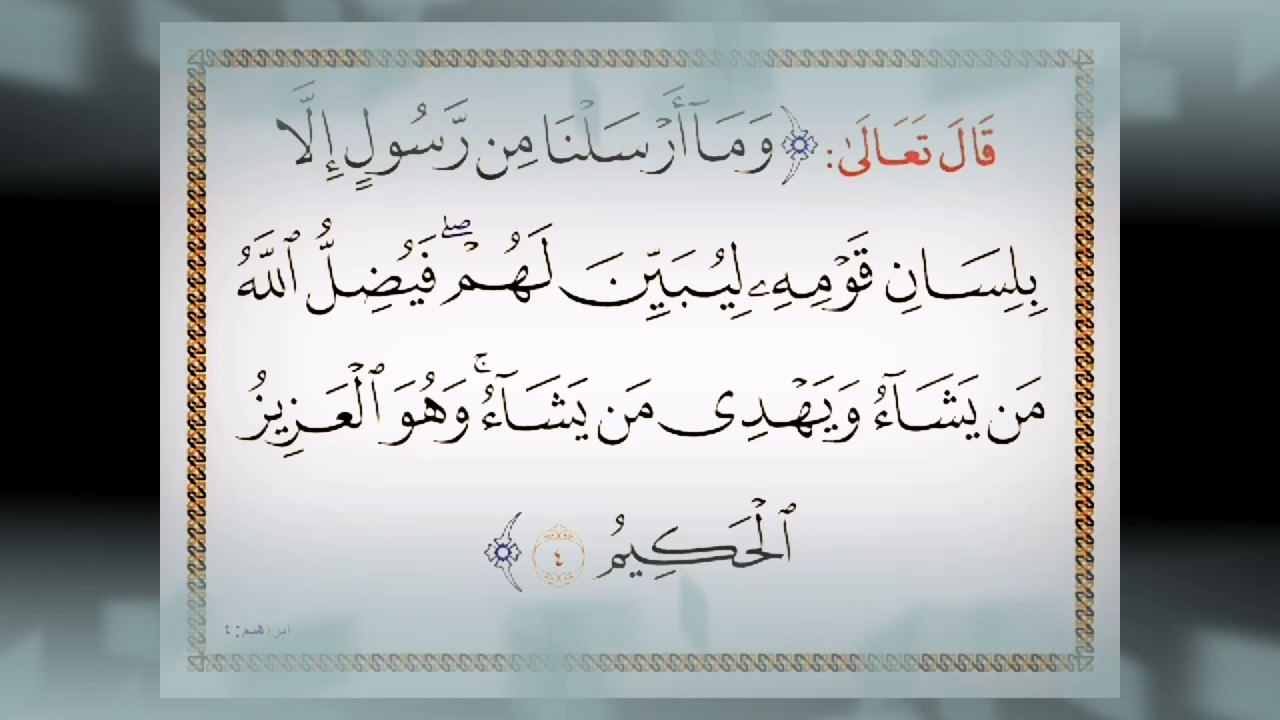 قَالَ تَعَالَىٰ: ﴿وَمَآ أَرْسَلْنَا مِن رَّسُولٍ إِلَّا
بِلِسَانِ قَوْمِهِۦ لِيُبَيِّنَ لَهُمْ ۖ فَيُضِلُّ ٱللَّهُ
مَن يَشَآءُ وَيَهْدِى مَن يَشَآءُ ۚ وَهُوَ ٱلْعَزِيزُ
ٱلْحَكِيمُ ٤﴾
ابراهيم: ٤